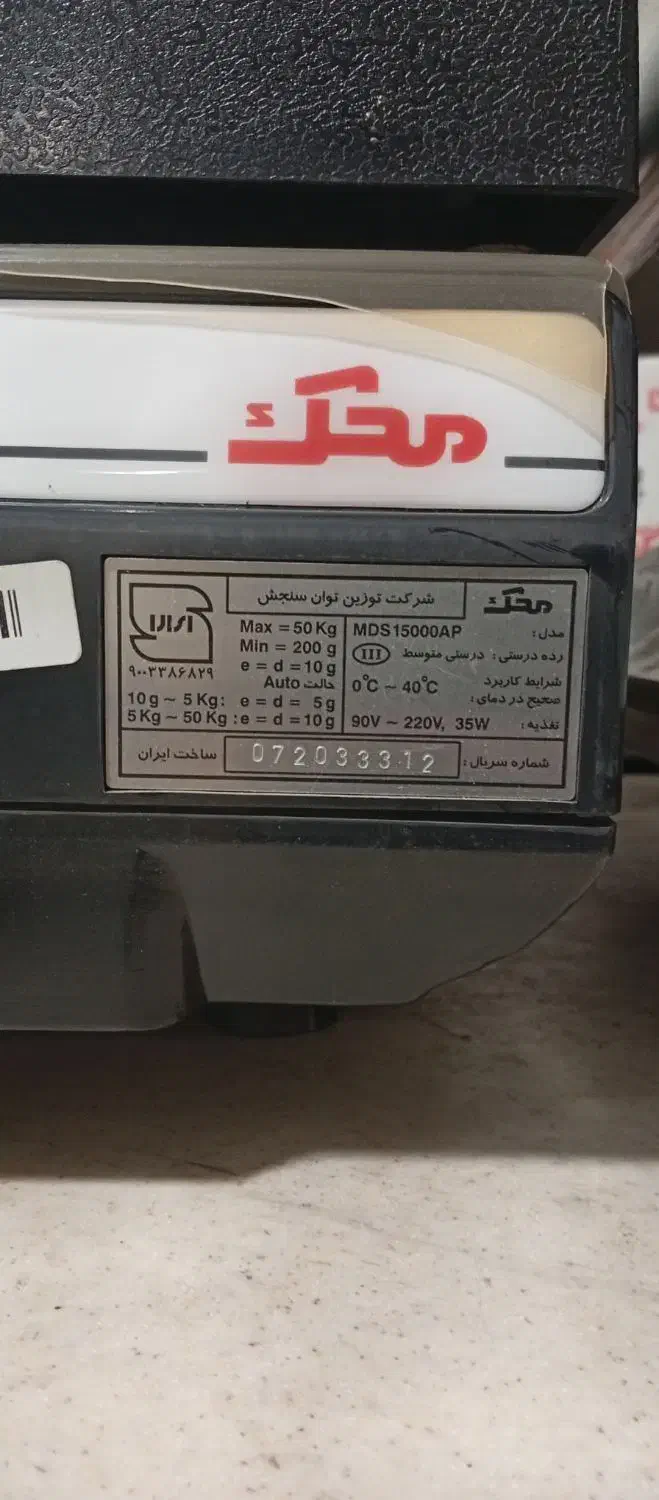 محک
محک
شرکت توزین توان سنجش
۹۰۰۳۳۸۶۸۲۹
مدل: MDS15000AP
رده درستی: درستی متوسط III
شرایط کاربرد
صحیح در دمای: 0°C ~ 40°C
تغذیه: 90V ~ 220V, 35W
Max = 50 Kg
Min = 200 g
e = d = 10 g
حالت Auto
10g ~ 5 Kg: e = d = 5g
5 Kg ~ 50 Kg : e = d = 10 g
شماره سریال: 072033312
ساخت ایران